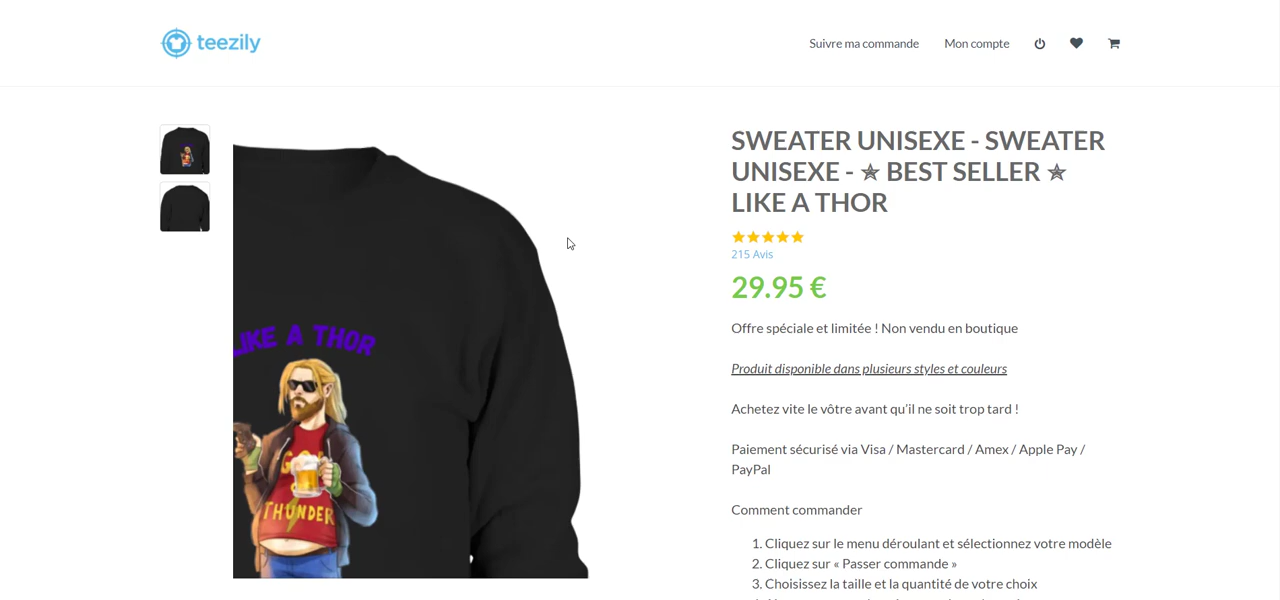 teezily
Suivre ma commande
Mon compte
SWEATER UNISEXE - SWEATER
UNISEXE - ✯ BEST SELLER ✯
LIKE A THOR
215 Avis
29.95 €
Offre spéciale et limitée ! Non vendu en boutique
Produit disponible dans plusieurs styles et couleurs
Achetez vite le vôtre avant qu’il ne soit trop tard !
Paiement sécurisé via Visa / Mastercard / Amex / Apple Pay /
PayPal
Comment commander
1. Cliquez sur le menu déroulant et sélectionnez votre modèle
2. Cliquez sur « Passer commande »
3. Choisissez la taille et la quantité de votre choix
LIKE A THOR
THUNDER